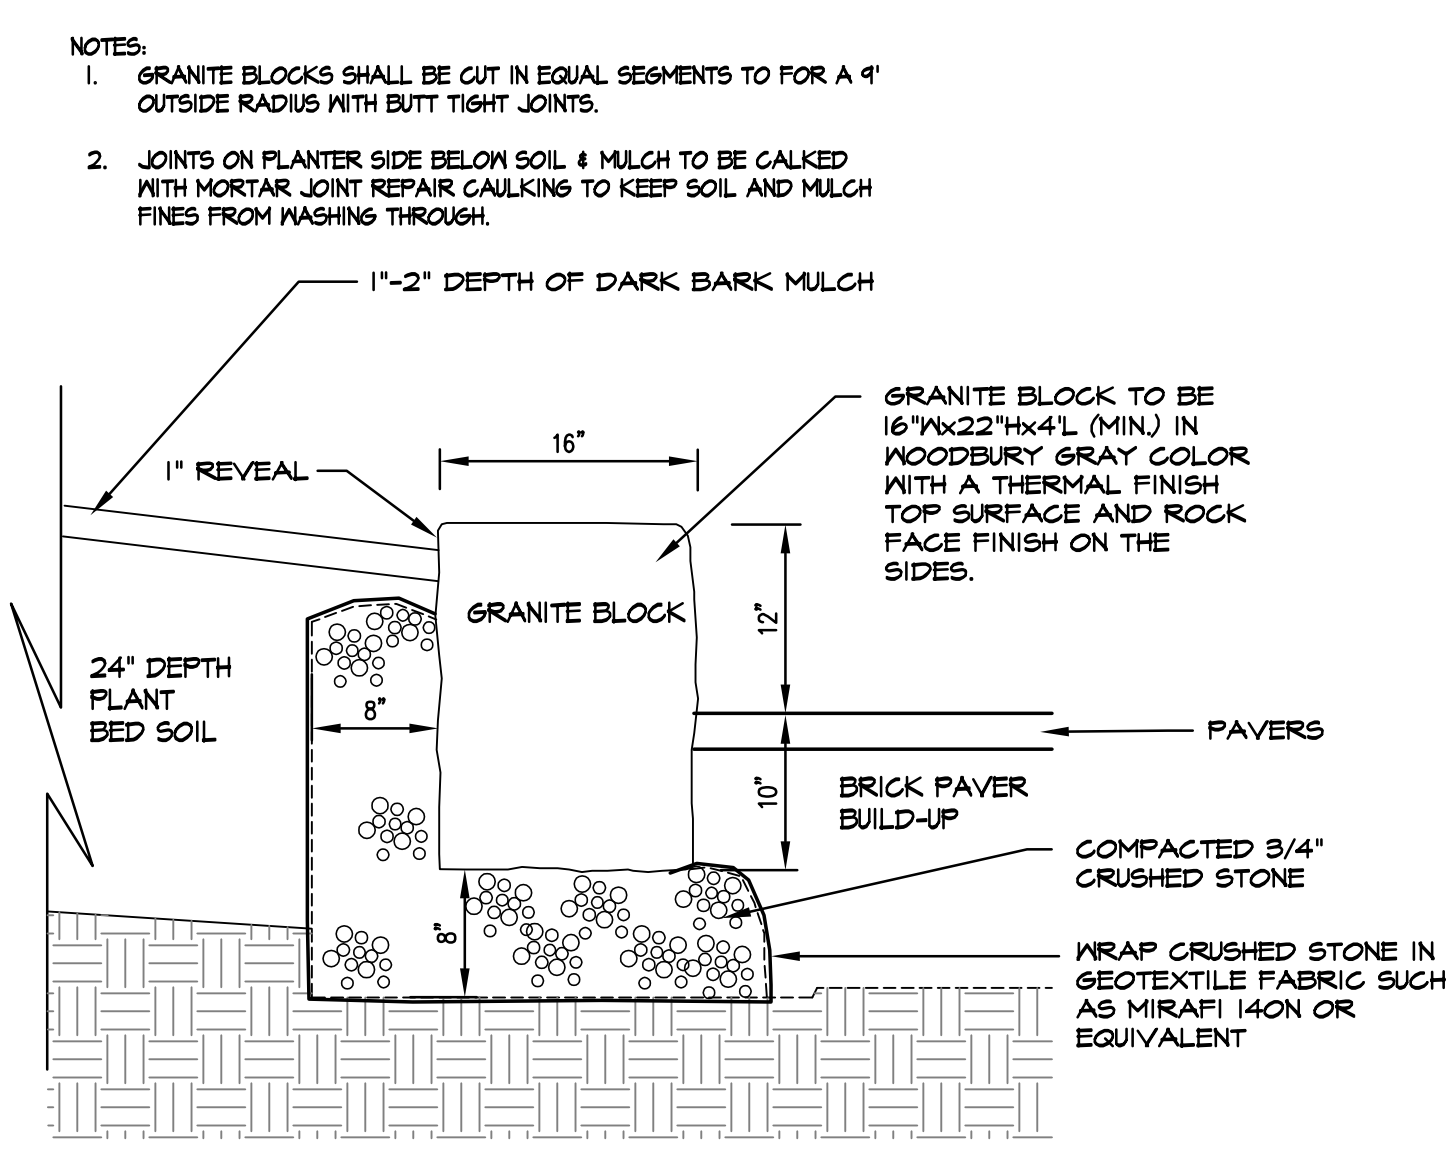 NOTES:
1. GRANITE BLOCKS SHALL BE CUT IN EQUAL SEGMENTS TO FOR A 9'
OUTSIDE RADIUS WITH BUTT TIGHT JOINTS.
2. JOINTS ON PLANTER SIDE BELOW SOIL & MULCH TO BE CALKED
WITH MORTAR JOINT REPAIR CAULKING TO KEEP SOIL AND MULCH
FINES FROM WASHING THROUGH.
1"-2" DEPTH OF DARK BARK MULCH
GRANITE BLOCK TO BE
16"Wx22"Hx4'L (MIN.) IN
WOODBURY GRAY COLOR
WITH A THERMAL FINISH
TOP SURFACE AND ROCK
FACE FINISH ON THE
SIDES.
16"
1" REVEAL
GRANITE BLOCK
12"
24" DEPTH
PLANT
BED SOIL
8"
PAVERS
10"
BRICK PAVER
BUILD-UP
COMPACTED 3/4"
CRUSHED STONE
8"
WRAP CRUSHED STONE IN
GEOTEXTILE FABRIC SUCH
AS MIRAFI 140N OR
EQUIVALENT